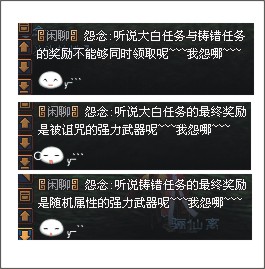 〖闲聊〗怨念:听说大白任务与铸错任务
的奖励不能够同时领取呢~~~我怨哪~~~
y~```
〖闲聊〗怨念:听说大白任务的最终奖励
是被诅咒的强力武器呢~~~我怨哪~~~
y~```
〖闲聊〗怨念:听说铸错任务的最终奖励
是随机属性的强力武器呢~~~我怨哪~~~
y~```